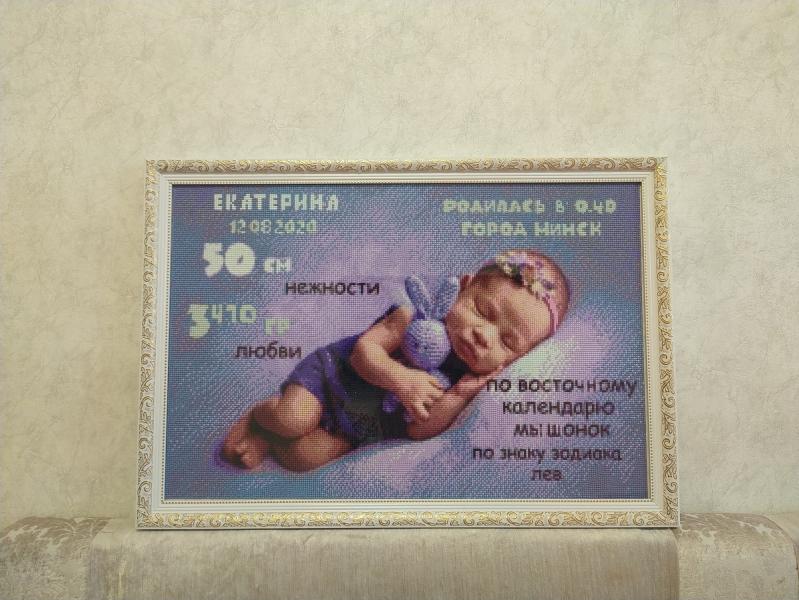 ЕКАТЕРИНА
12 08 2020
50 см
нежности
3410 гр
любви
РОДИЛАСЬ В 0.40
ГОРОД МИНСК
по восточному
календарю
мышонок
по знаку зодиака
лев